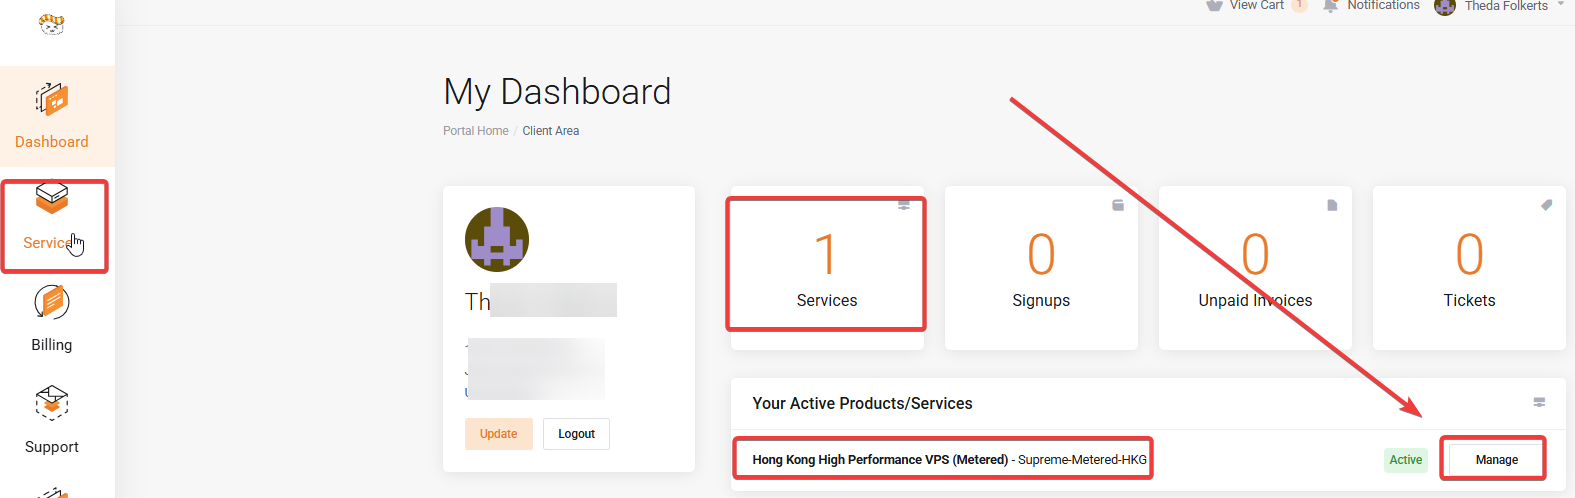 View Cart 1 Notifications Theda Folkerts
My Dashboard
Portal Home / Client Area
Dashboard
Services
Billing
Support
Th
Update Logout
1
Services
0
Signups
0
Unpaid Invoices
0
Tickets
Your Active Products/Services
Hong Kong High Performance VPS (Metered) - Supreme-Metered-HKG Active Manage